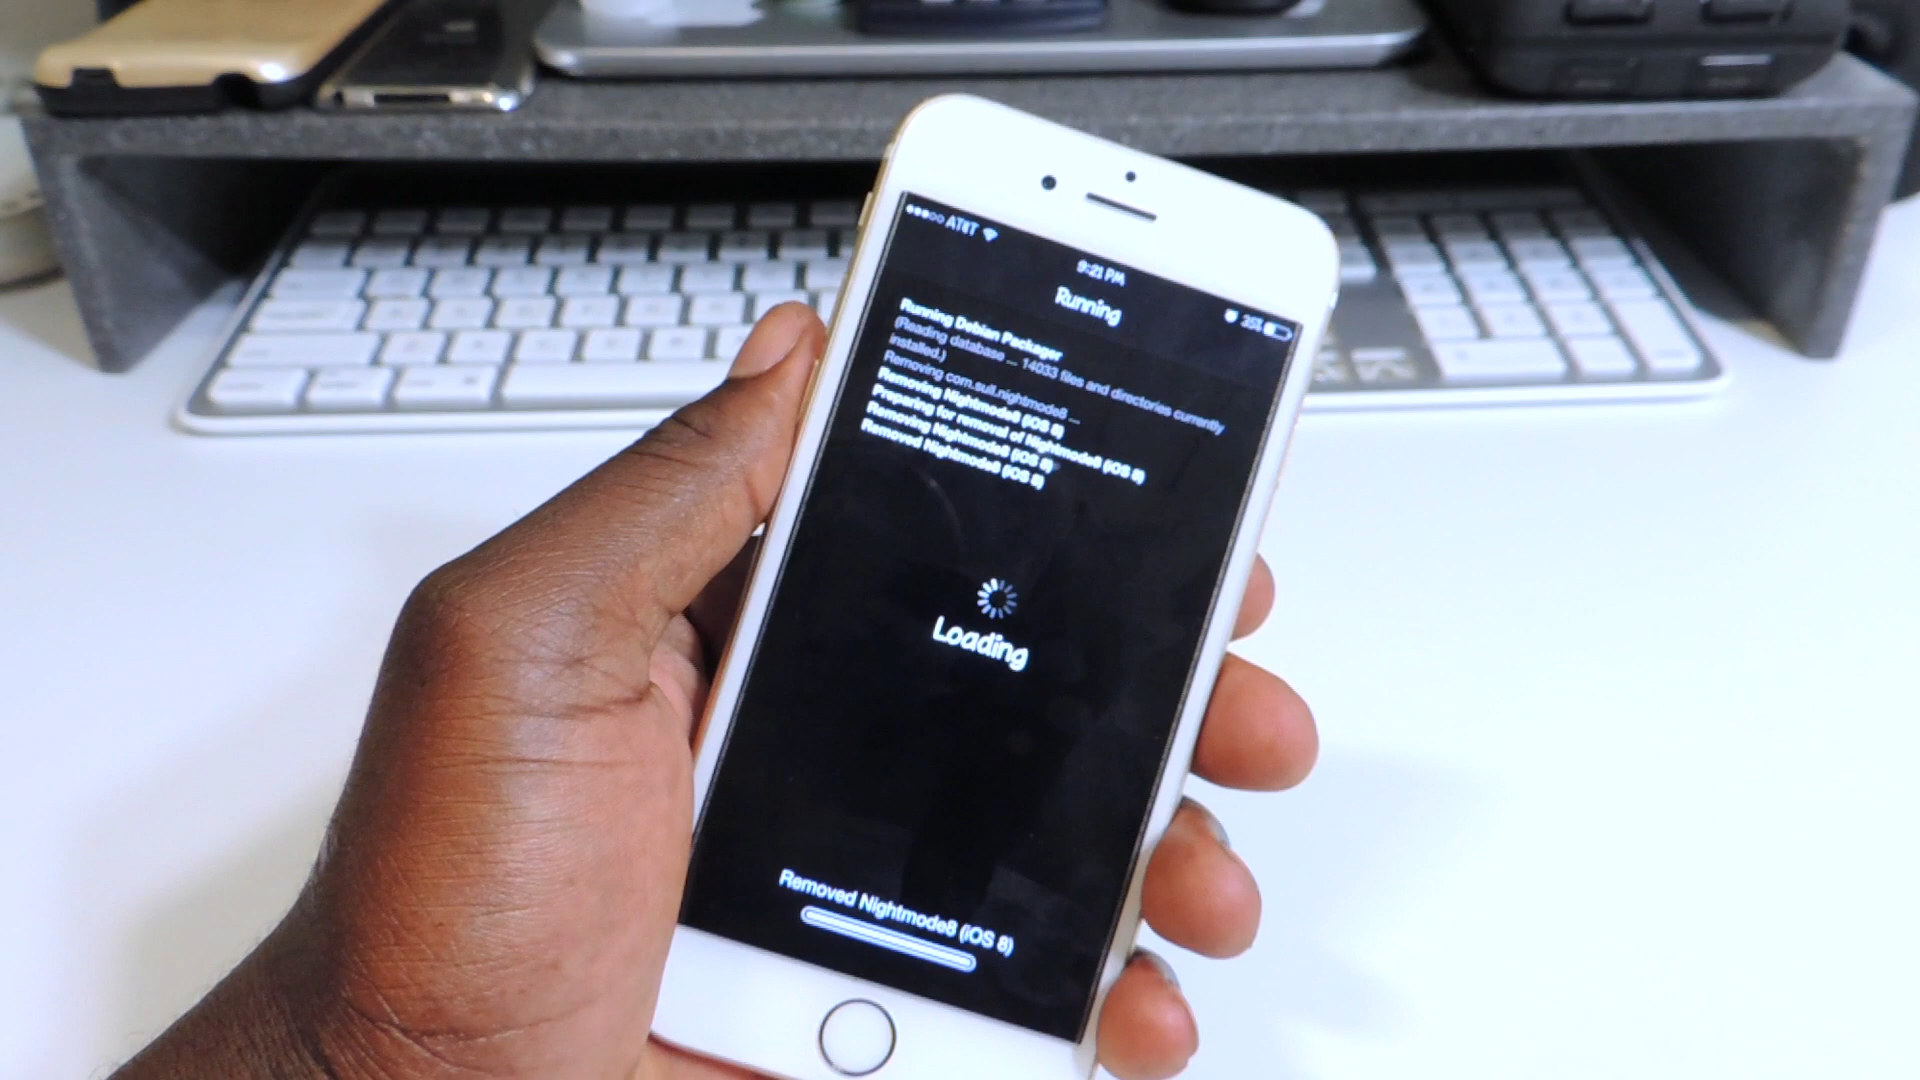 AT&T
9:21 PM
25%
Running
Running Debian Packager
(Reading database ... 14033 files and directories currently
installed.)
Removing com.suli.nightmode8 ...
Removing Nightmode8 (iOS 8)
Preparing for removal of Nightmode8 (iOS 8)
Removing Nightmode8 (iOS 8)
Removed Nightmode8 (iOS 8)
Loading
Removed Nightmode8 (iOS 8)